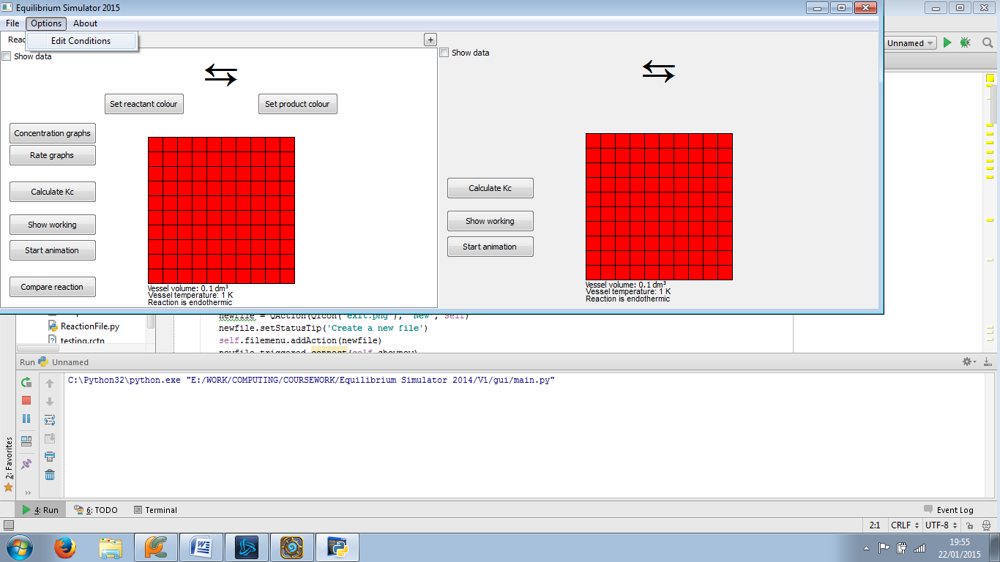 Equilibrium Simulator 2015
File Options About
Edit Conditions
Reac
+
Show data
Show data
⇆
⇆
Set reactant colour
Set product colour
Concentration graphs
Rate graphs
Calculate Kc
Show working
Start animation
Compare reaction
Vessel volume: 0.1 dm³
Vessel temperature: 1 K
Reaction is endothermic
Calculate Kc
Show working
Start animation
Vessel volume: 0.1 dm³
Vessel temperature: 1 K
Reaction is endothermic
Unnamed
ReactionFile.py
testing.rctn
newfile = QAction(QIcon("exit.png"), 'New', self)
newfile.setStatusTip('Create a new file')
self.filemenu.addAction(newfile)
newfile.triggered.connect(self.shownew)
Run Unnamed
C:\Python32\python.exe "E:/WORK/COMPUTING/COURSEWORK/Equilibrium Simulator 2014/V1/gui/main.py"
2: Favorites
4: Run 6: TODO Terminal
Event Log
2:1 CRLF UTF-8
19:55
22/01/2015